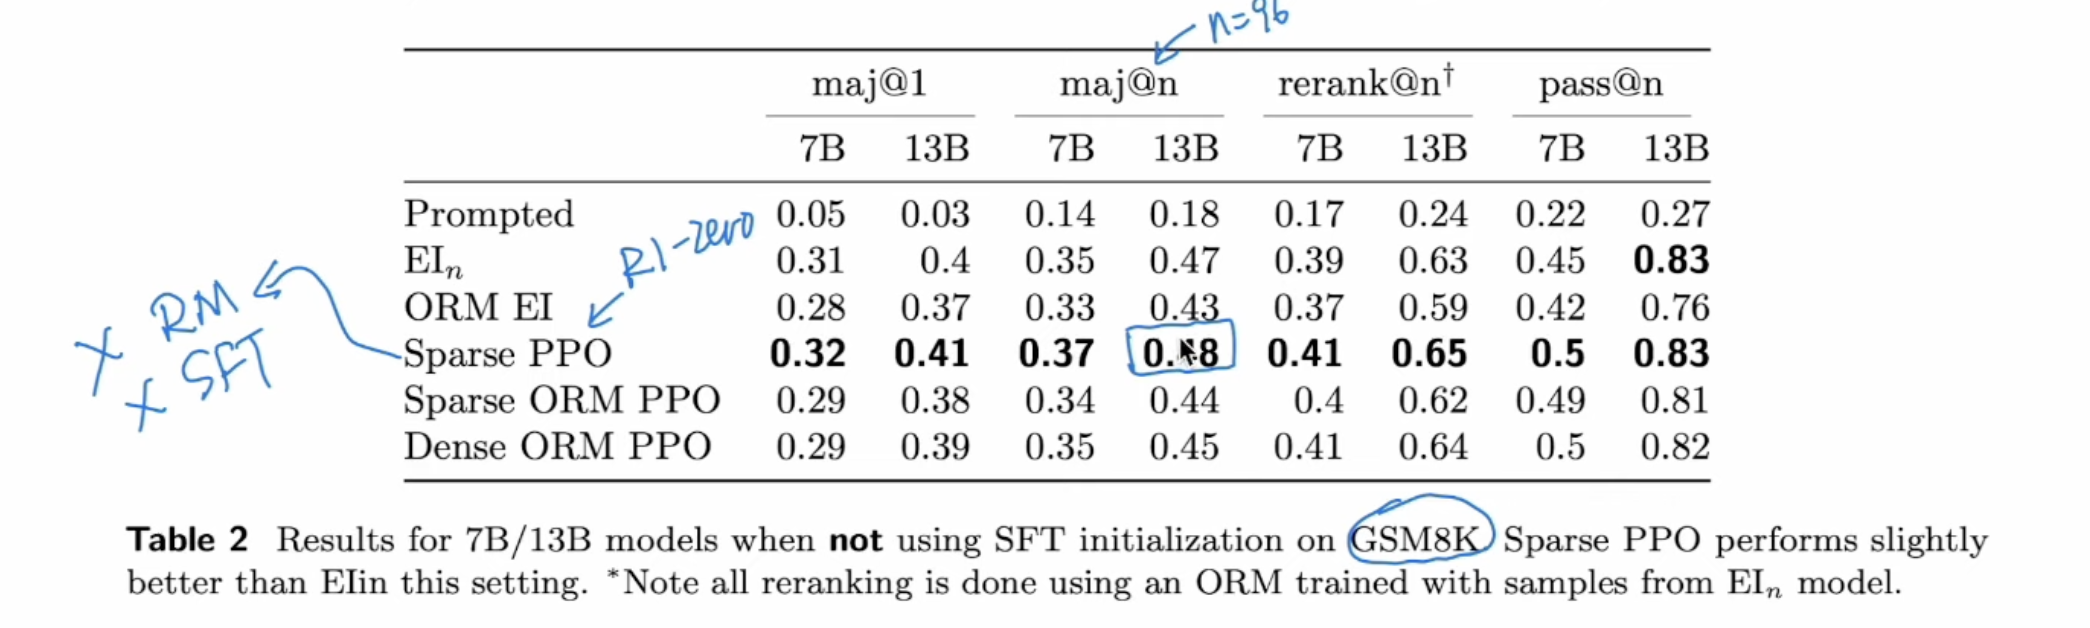 n=96
maj@1 maj@n rerank@n† pass@n
7B 13B 7B 13B 7B 13B 7B 13B
Prompted 0.05 0.03 0.14 0.18 0.17 0.24 0.22 0.27
R1-zero
EIn 0.31 0.4 0.35 0.47 0.39 0.63 0.45 0.83
X RM
ORM EI 0.28 0.37 0.33 0.43 0.37 0.59 0.42 0.76
X SFT
Sparse PPO 0.32 0.41 0.37 0.41 0.65 0.5 0.83
Sparse ORM PPO 0.29 0.38 0.34 0.44 0.4 0.62 0.49 0.81
Dense ORM PPO 0.29 0.39 0.35 0.45 0.41 0.64 0.5 0.82
Table 2 Results for 7B/13B models when not using SFT initialization on GSM8K Sparse PPO performs slightly
better than EIin this setting. *Note all reranking is done using an ORM trained with samples from EIn model.